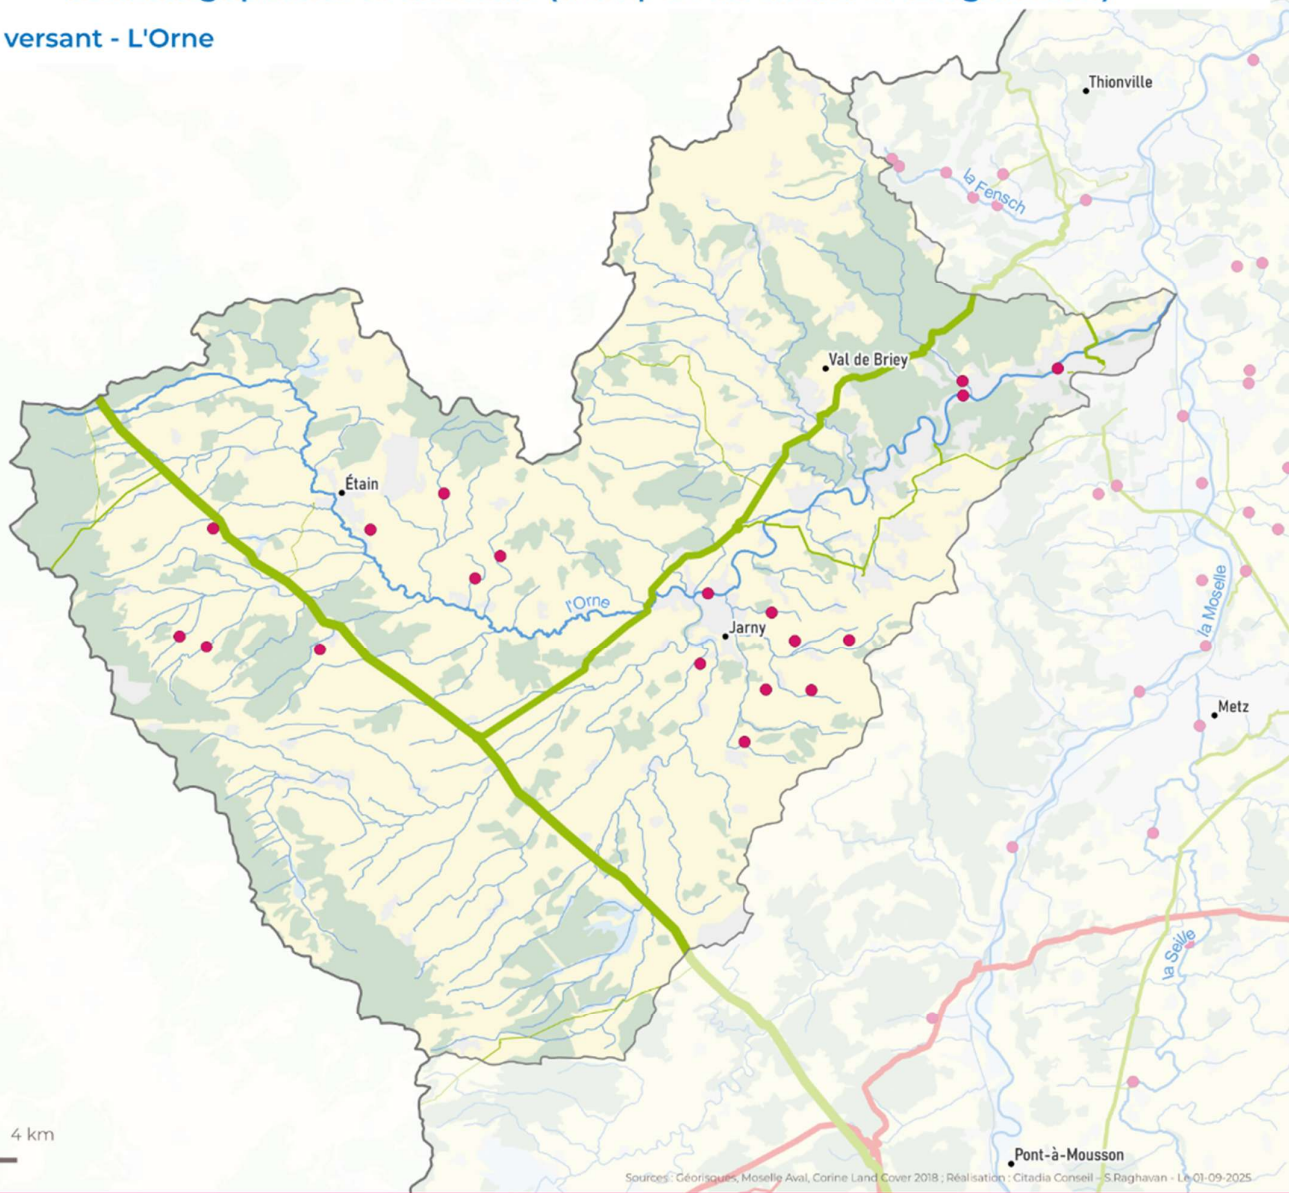 versant - L'Orne
Thionville
la Fensch
Val de Briey
Étain
l'Orne
Jarny
la Moselle
Metz
la Seille
4 km
Pont-à-Mousson
Sources : Géorisques, Moselle Aval, Corine Land Cover 2018 ; Réalisation : Citadia Conseil - S.Raghavan - Le 01-09-2025